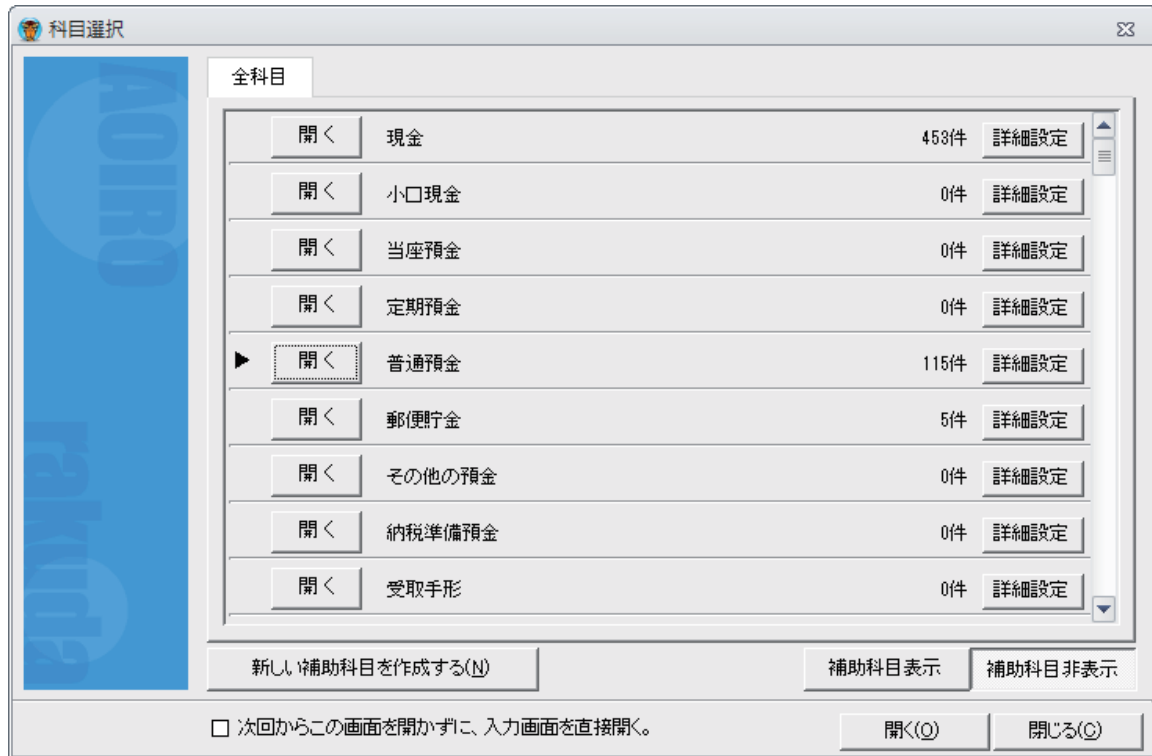 科目選択
AOIRO
rakuda
全科目
開く 現金 453件 詳細設定
開く 小口現金 0件 詳細設定
開く 当座預金 0件 詳細設定
開く 定期預金 0件 詳細設定
開く 普通預金 115件 詳細設定
開く 郵便貯金 5件 詳細設定
開く その他の預金 0件 詳細設定
開く 納税準備預金 0件 詳細設定
開く 受取手形 0件 詳細設定
新しい補助科目を作成する(N) 補助科目表示 補助科目非表示
次回からこの画面を開かずに、入力画面を直接開く。 開く(O) 閉じる(C)